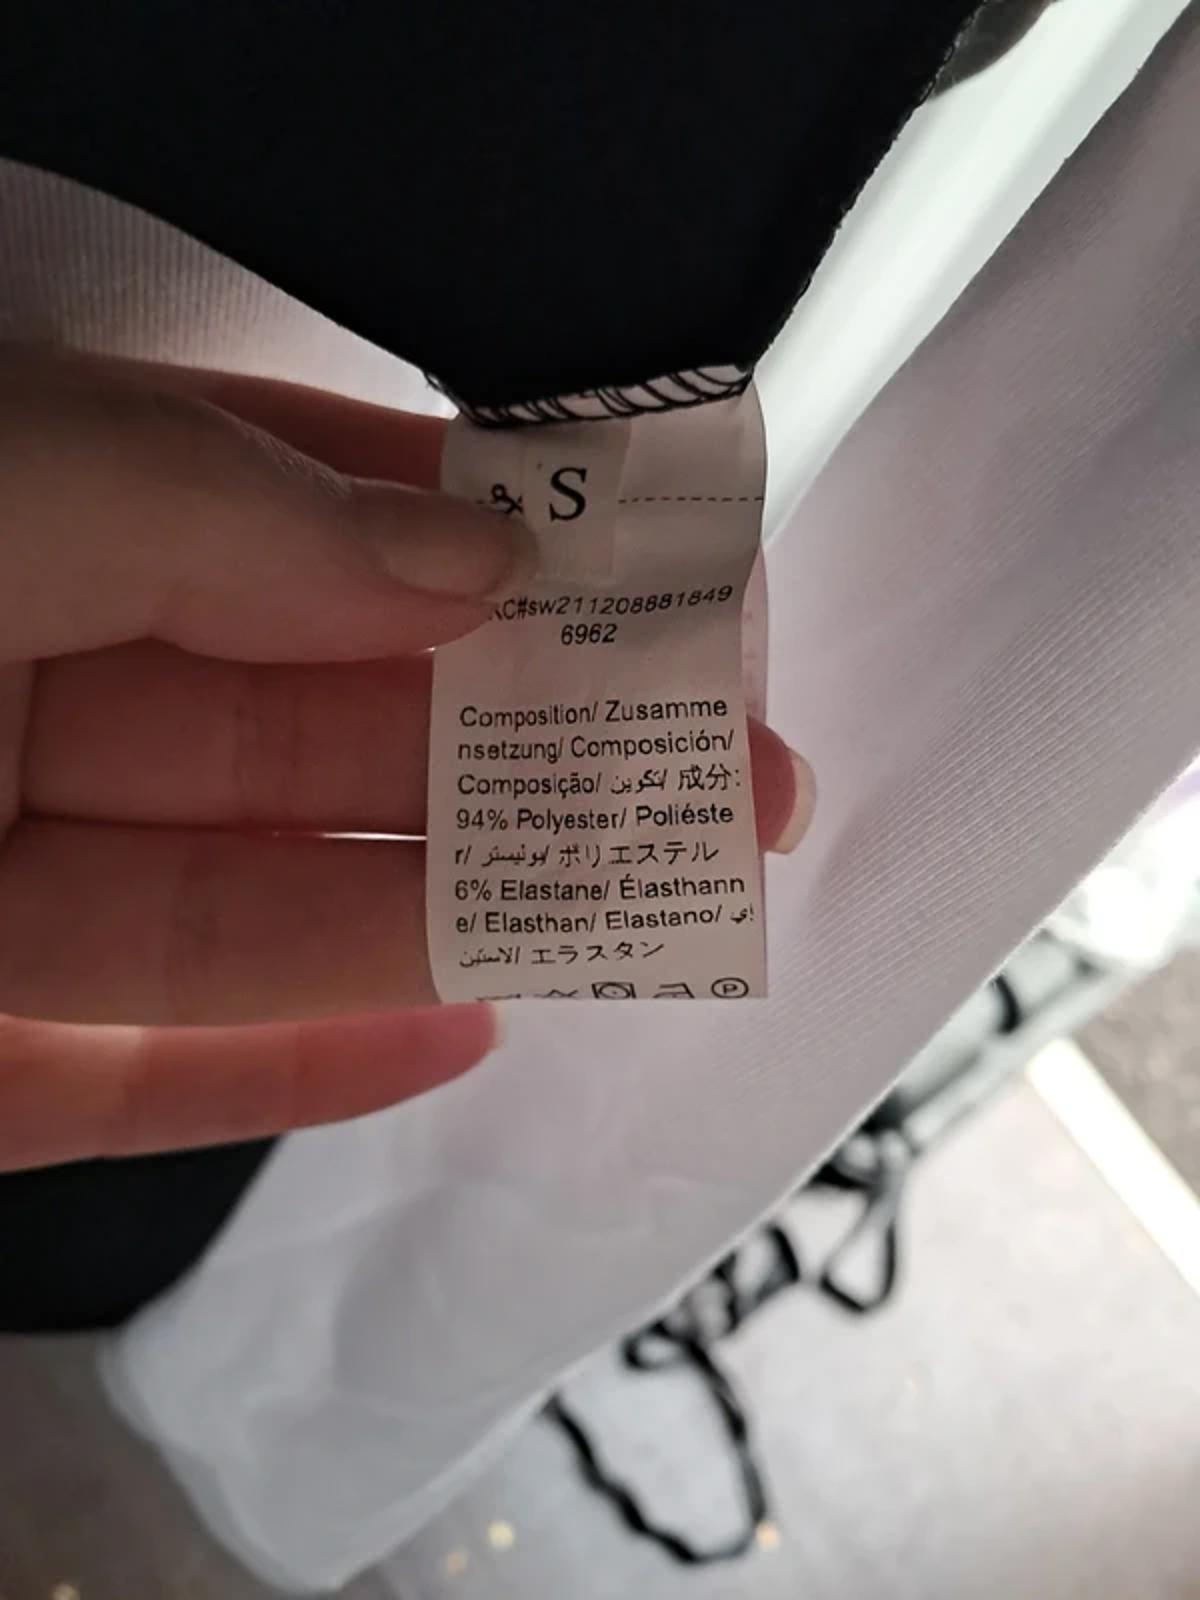 S
C#sw211208881849
6962
Composition/ Zusamme
nsetzung/ Composición/
Composição/ تكوين/ 成分:
94% Polyester/ Poliéste
r/ بوليستر/ ポリエステル
6% Elastane/ Élasthann
e/ Elasthan/ Elastano/
エラスタン
P